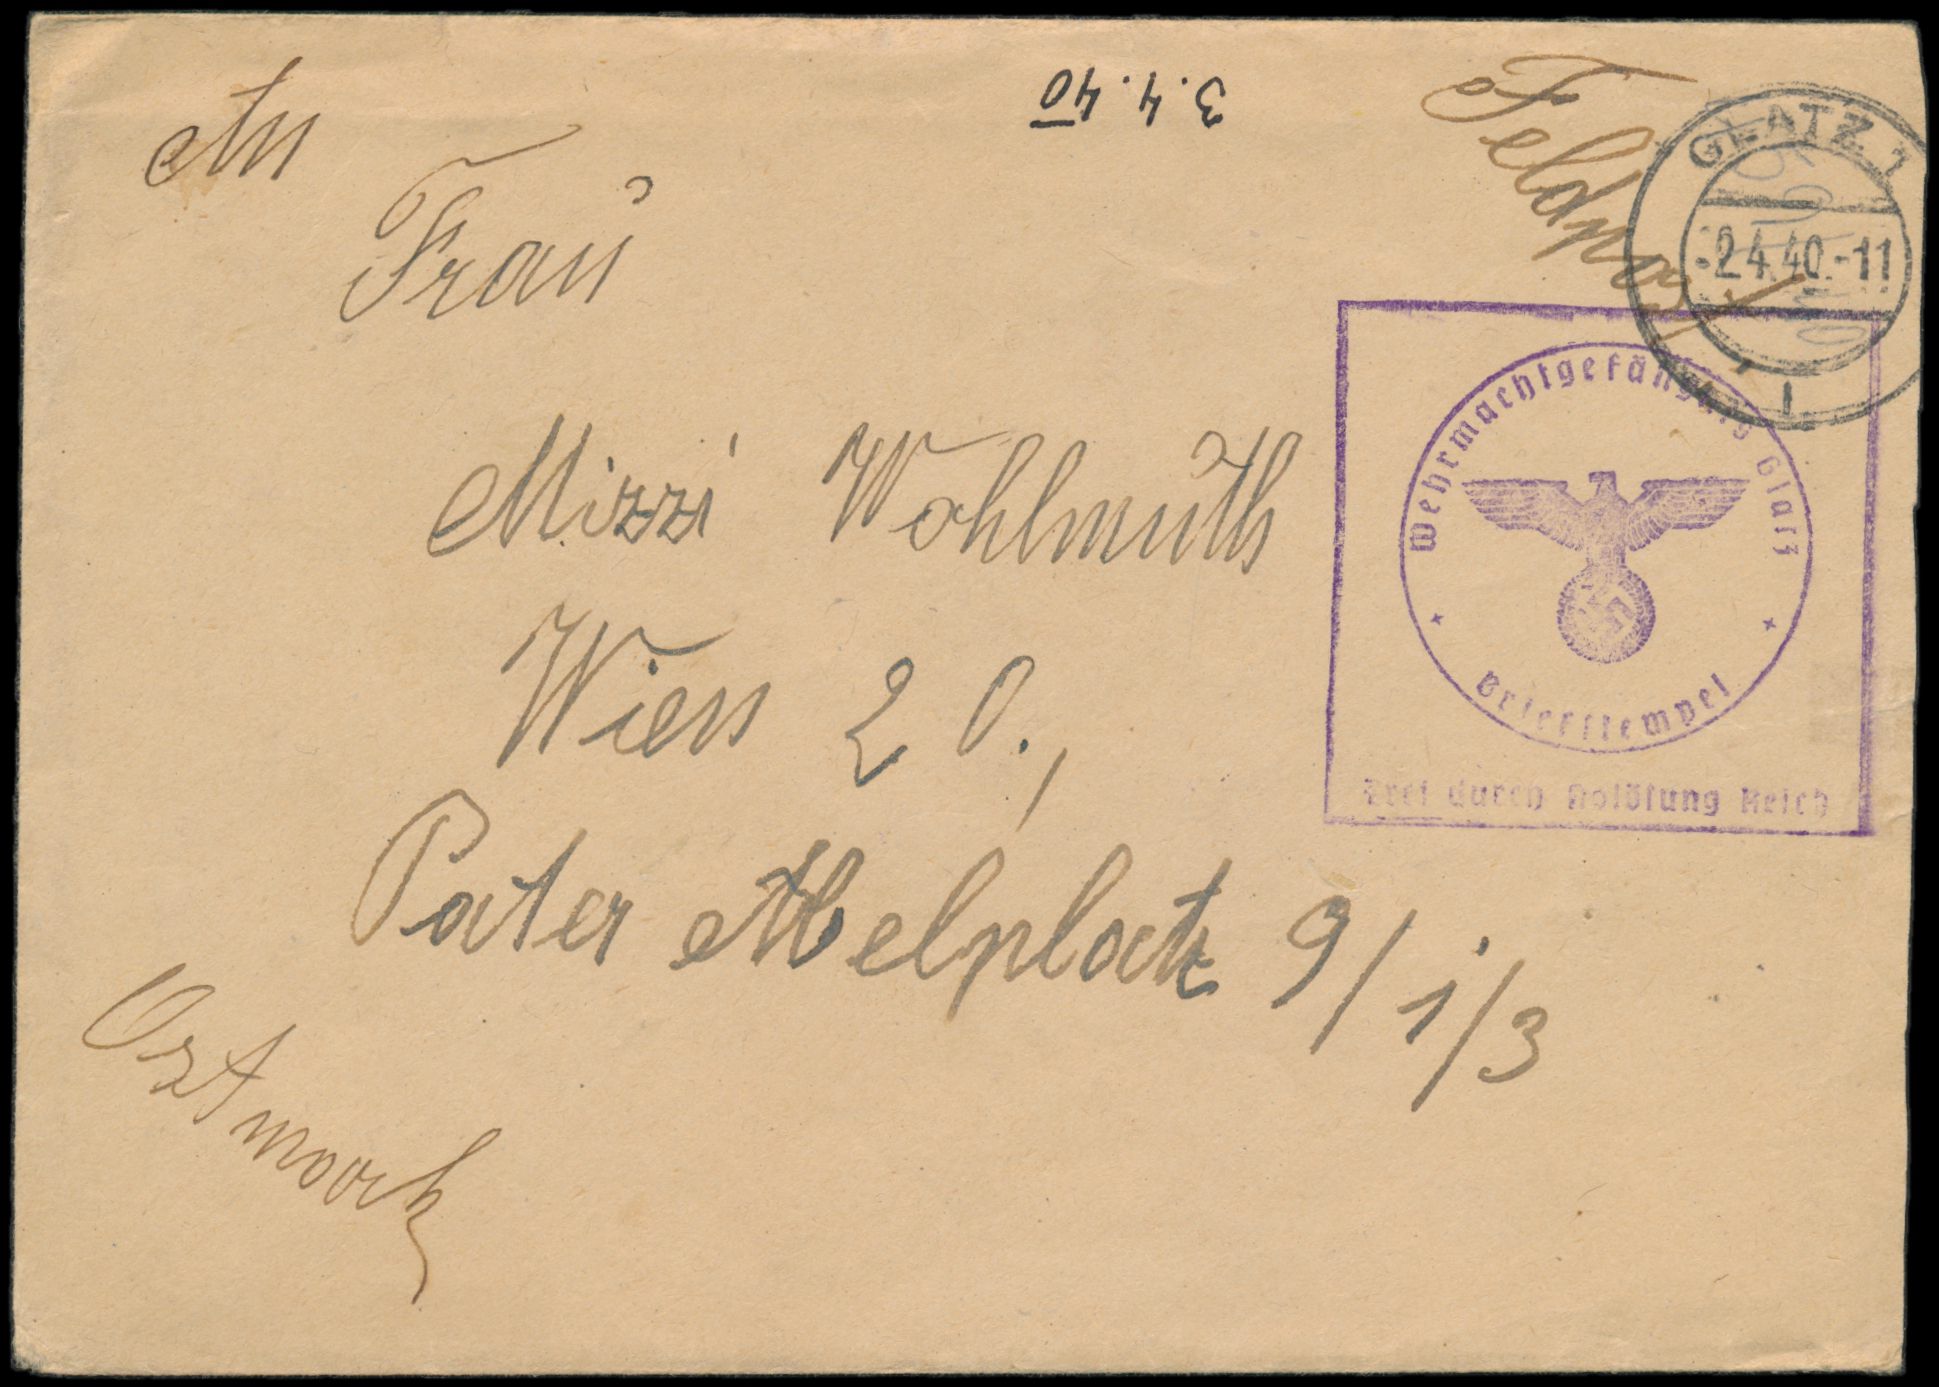 An
Frau
Mizzi Wohlmuth
Wien 20.,
Pater Abelplatz 9/1/3
Ostmark
3.4.40
Feldpost
GLATZ 1
-2.4.40.-11
Wehrmachtgefängnis Glatz
Briefstempel
Frei durch Ablösung Reich